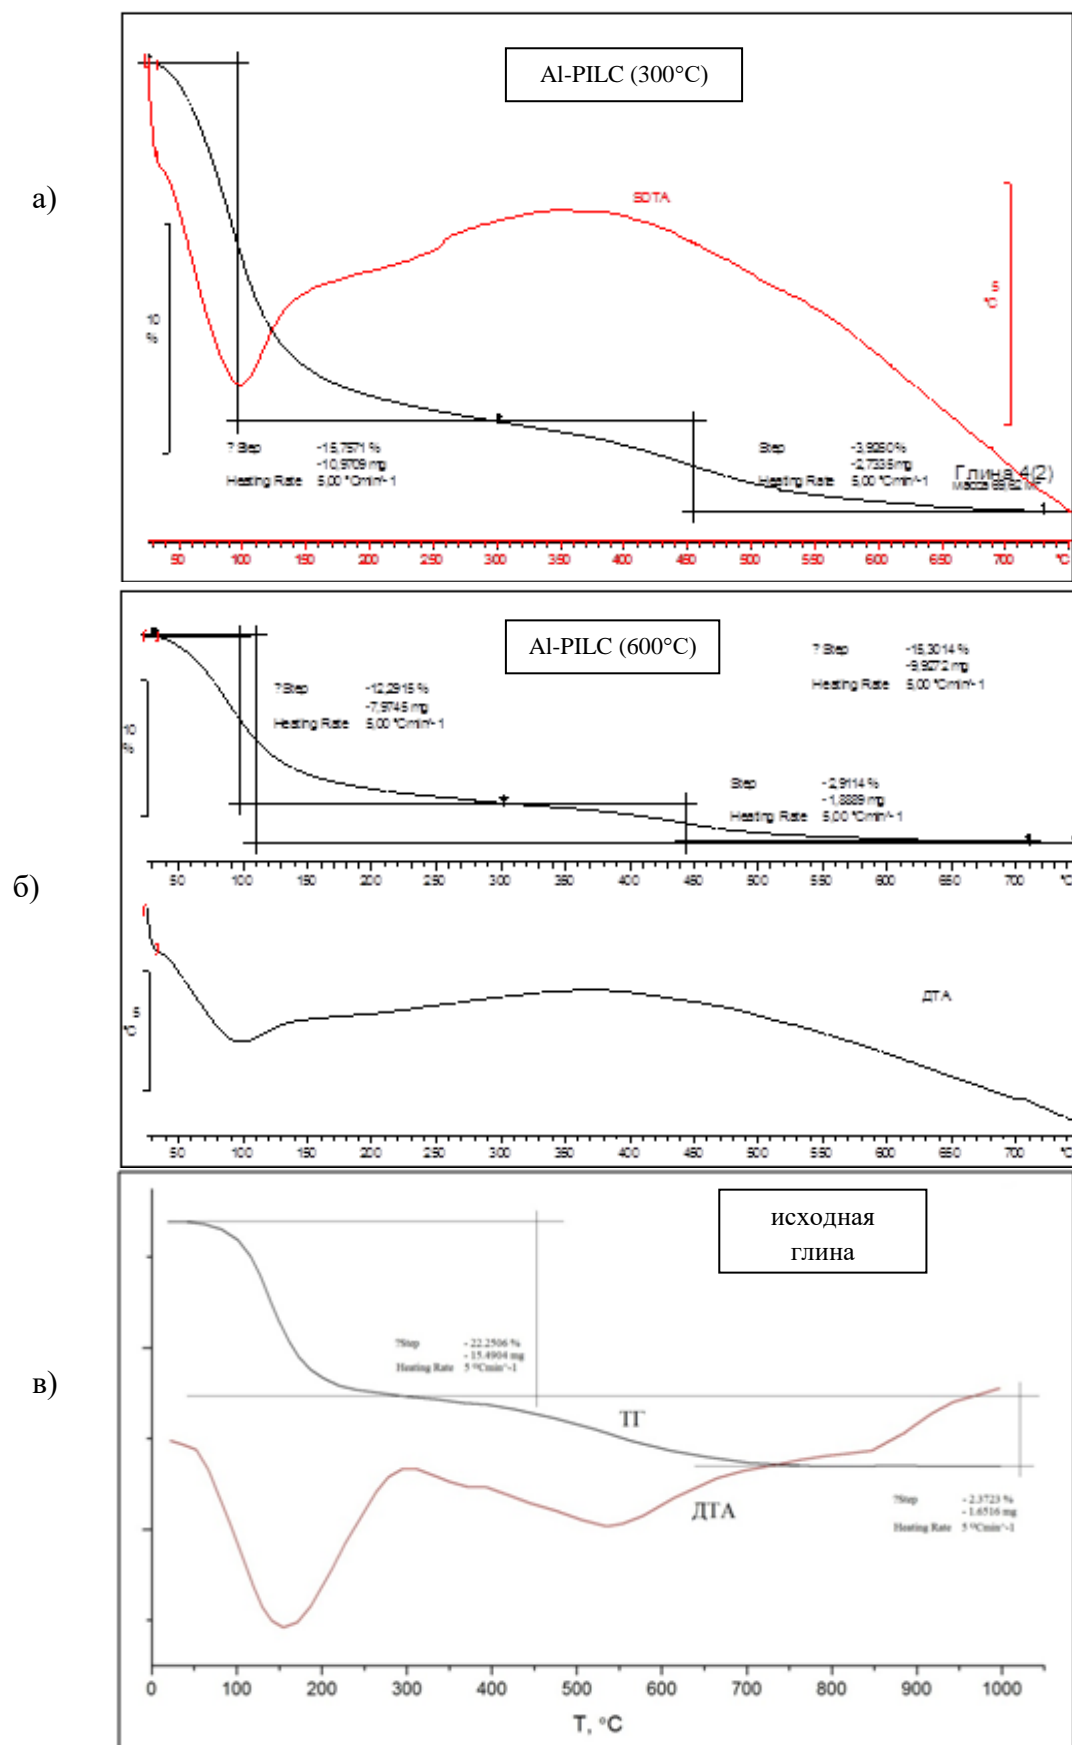 Al-PILC (300°C)
а)
SDTA
10
%
5
°C
? Step -15,7571 %
-10,9709 mg
Heating Rate 5,00 °Cmin^-1
Step -3,9260 %
-2,7335 mg
Heating Rate 5,00 °Cmin^-1
Глина 4(2)
50 100 150 200 250 300 350 400 450 500 550 600 650 700 °C
Al-PILC (600°C)
? Step -15,3014 %
-9,9272 mg
Heating Rate 5,00 °Cmin^-1
? Step -12,2915 %
-7,9745 mg
Heating Rate 5,00 °Cmin^-1
10
%
Step -2,9114 %
-1,8889 mg
Heating Rate 5,00 °Cmin^-1
50 100 150 200 250 300 350 400 450 500 550 600 650 700 °C
б)
ДТА
5
°C
50 100 150 200 250 300 350 400 450 500 550 600 650 700 °C
исходная
глина
?Step - 22.2506 %
- 15.4904 mg
Heating Rate 5 °Cmin^-1
в)
ТГ
ДТА
?Step - 2.3723 %
- 1.6516 mg
Heating Rate 5 °Cmin^-1
0 100 200 300 400 500 600 700 800 900 1000
T, °C